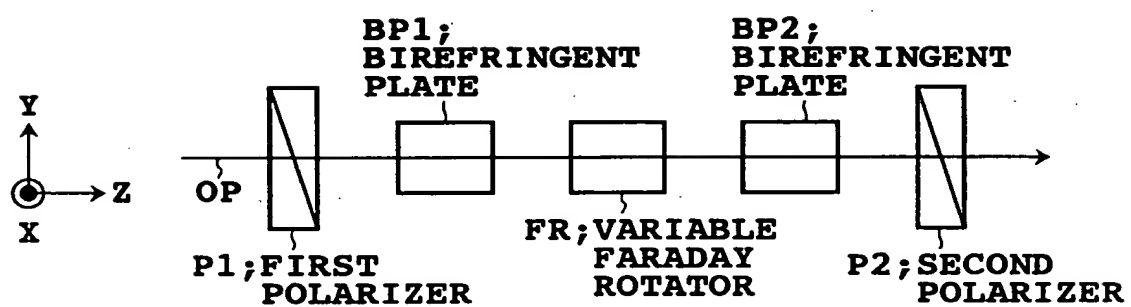 BP1;
BIREFRINGENT
PLATE
BP2;
BIREFRINGENT
PLATE
Y
Z
X
OP
P1;FIRST
POLARIZER
FR;VARIABLE
FARADAY
ROTATOR
P2;SECOND
POLARIZER